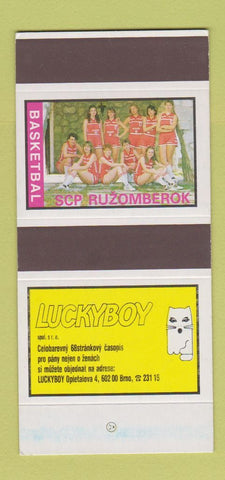 BASKETBAL
SCP RUŽOMBEROK
LUCKYBOY
spol. s r. o.
Celobarevný 68stránkový časopis
pro pány nejen o ženách
si můžete objednat na adrese:
LUCKYBOY Opletalova 4, 602 00 Brno, ☎ 231 15